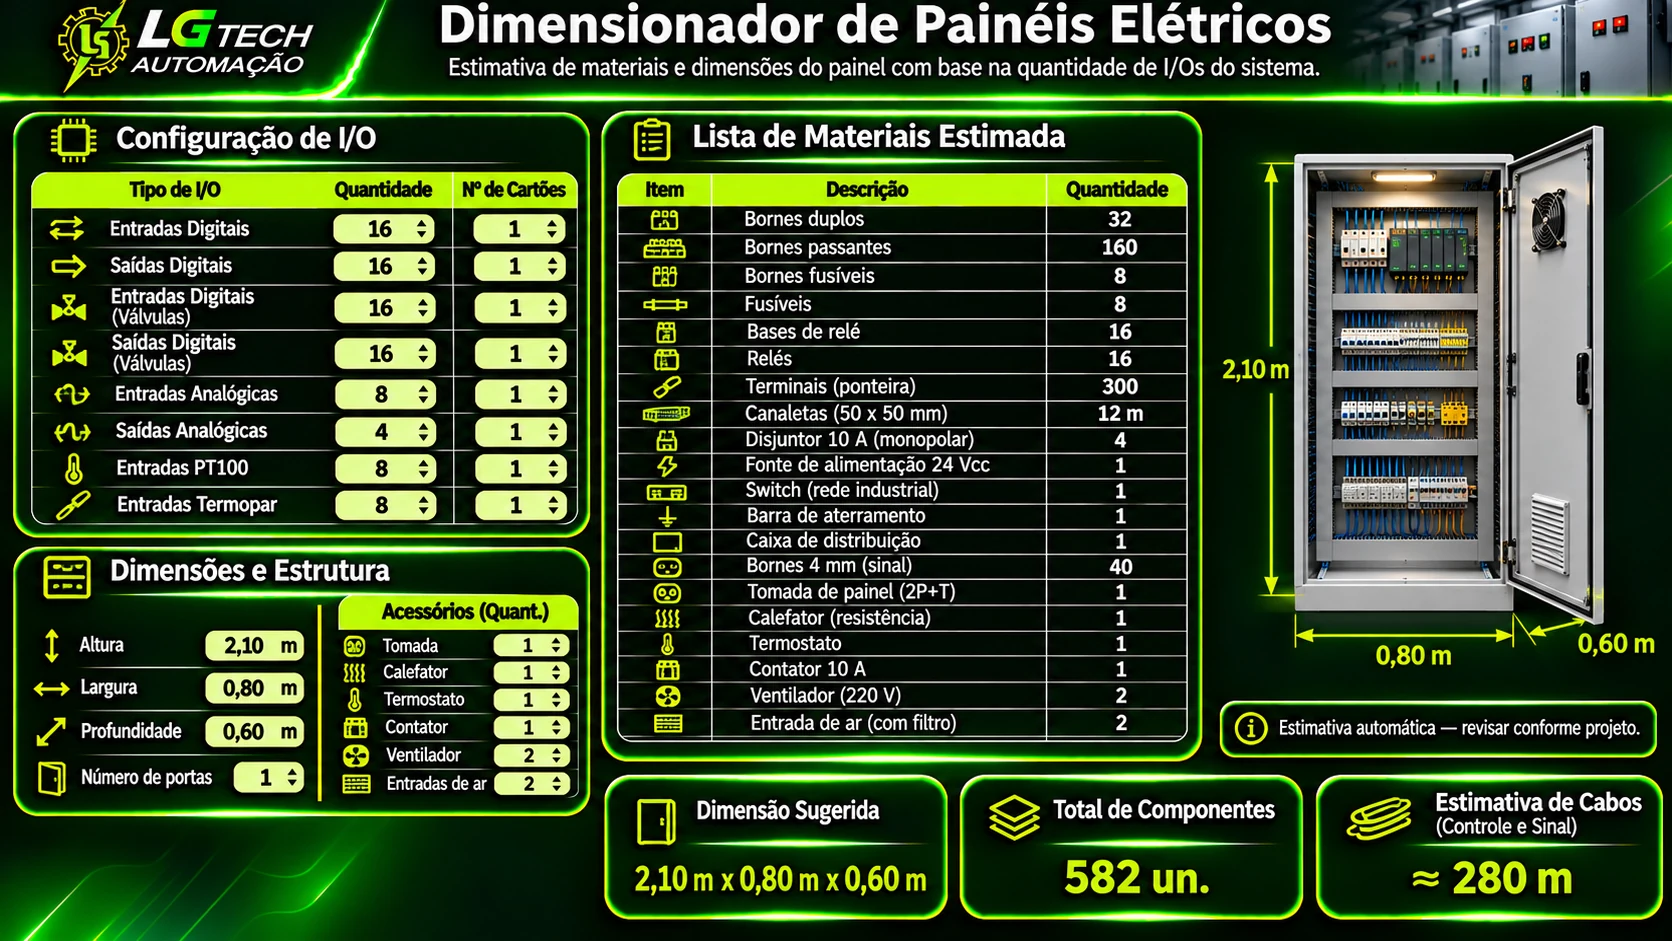 LG TECH
AUTOMAÇÃO
Dimensionador de Painéis Elétricos
Estimativa de materiais e dimensões do painel com base na quantidade de I/Os do sistema.
Configuração de I/O
Tipo de I/O Quantidade Nº de Cartões
Entradas Digitais 16 1
Saídas Digitais 16 1
Entradas Digitais
(Válvulas) 16 1
Saídas Digitais
(Válvulas) 16 1
Entradas Analógicas 8 1
Saídas Analógicas 4 1
Entradas PT100 8 1
Entradas Termopar 8 1
Dimensões e Estrutura
Altura 2,10 m
Largura 0,80 m
Profundidade 0,60 m
Número de portas 1
Acessórios (Quant.)
Tomada 1
Calefator 1
Termostato 1
Contator 1
Ventilador 2
Entradas de ar 2
Lista de Materiais Estimada
Item Descrição Quantidade
Bornes duplos 32
Bornes passantes 160
Bornes fusíveis 8
Fusíveis 8
Bases de relé 16
Relés 16
Terminais (ponteira) 300
Canaletas (50 x 50 mm) 12 m
Disjuntor 10 A (monopolar) 4
Fonte de alimentação 24 Vcc 1
Switch (rede industrial) 1
Barra de aterramento 1
Caixa de distribuição 1
Bornes 4 mm (sinal) 40
Tomada de painel (2P+T) 1
Calefator (resistência) 1
Termostato 1
Contator 10 A 1
Ventilador (220 V) 2
Entrada de ar (com filtro) 2
2,10 m
0,80 m
0,60 m
Estimativa automática — revisar conforme projeto.
Dimensão Sugerida
2,10 m x 0,80 m x 0,60 m
Total de Componentes
582 un.
Estimativa de Cabos
(Controle e Sinal)
≈ 280 m